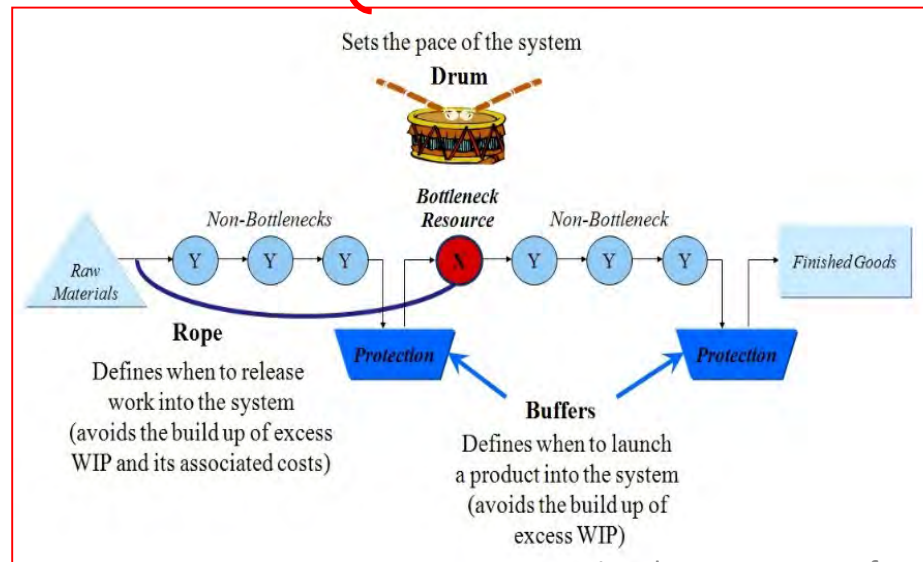 Sets the pace of the system
Drum
Bottleneck
Resource
Non-Bottlenecks
Non-Bottleneck
Raw
Materials
Y
Y
Y
X
Y
Y
Y
Finished Goods
Rope
Defines when to release
work into the system
(avoids the build up of excess
WIP and its associated costs)
Protection
Protection
Buffers
Defines when to launch
a product into the system
(avoids the build up of
excess WIP)